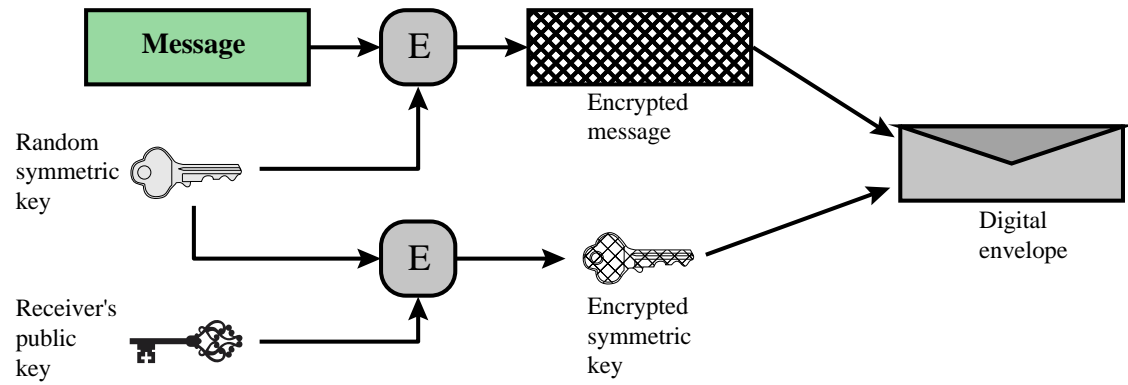 Message
E
Encrypted
message
Random
symmetric
key
Digital
envelope
E
Receiver's
public
key
Encrypted
symmetric
key